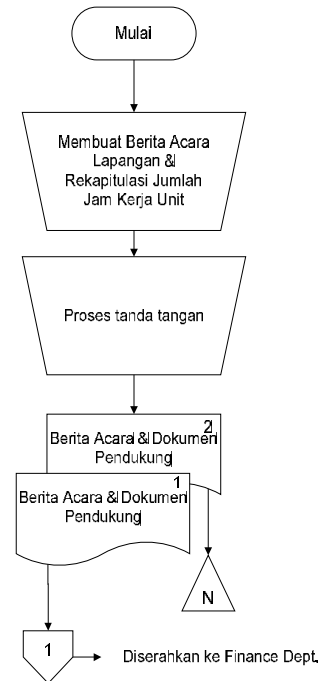 Mulai
Membuat Berita Acara
Lapangan &
Rekapitulasi Jumlah
Jam Kerja Unit
Proses tanda tangan
2
Berita Acara & Dokumen
Pendukung
1
Berita Acara & Dokumen
Pendukung
N
1
Diserahkan ke Finance Dept.